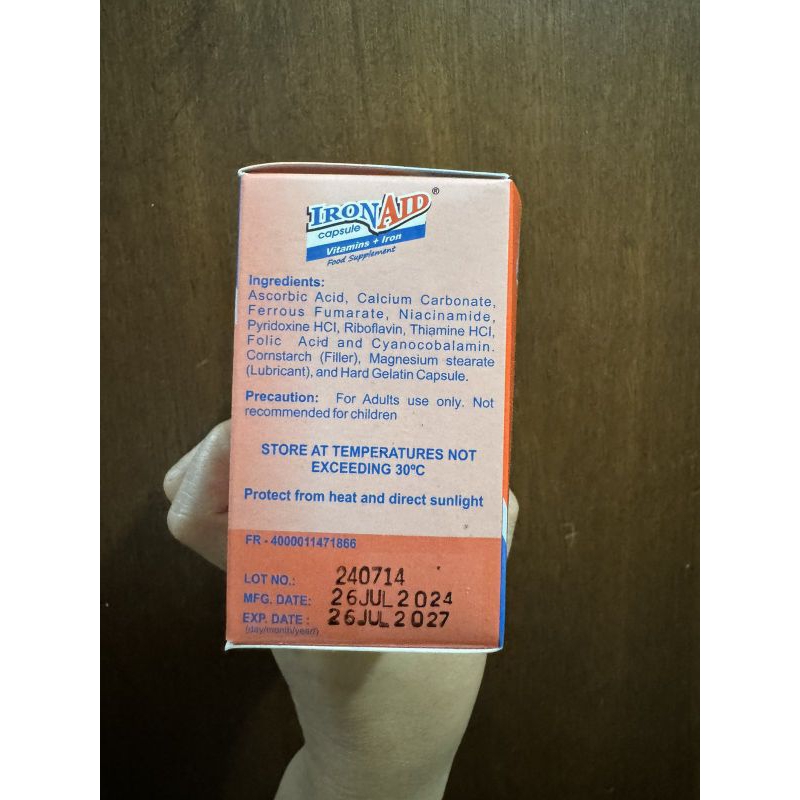 IRONAID ®
capsule
Vitamins + Iron
Food Supplement
Ingredients:
Ascorbic Acid, Calcium Carbonate,
Ferrous Fumarate, Niacinamide,
Pyridoxine HCl, Riboflavin, Thiamine HCl,
Folic Acid and Cyanocobalamin.
Cornstarch (Filler), Magnesium stearate
(Lubricant), and Hard Gelatin Capsule.
Precaution: For Adults use only. Not
recommended for children
STORE AT TEMPERATURES NOT
EXCEEDING 30ºC
Protect from heat and direct sunlight
FR - 4000011471866
LOT NO.: 240714
MFG. DATE: 26JUL2024
EXP. DATE : 26JUL2027
(day/month/year)